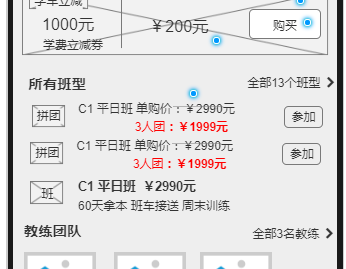 学车立减
1000元
￥200元
购买
学费立减券
所有班型
全部13个班型
拼团
C1 平日班 单购价：￥2990元
3人团：￥1999元
参加
拼团
C1 平日班 单购价：￥2990元
3人团：￥1999元
参加
班
C1 平日班 ￥2990元
60天拿本 班车接送 周末训练
教练团队
全部3名教练